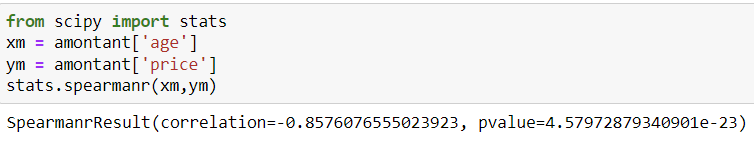 from scipy import stats
xm = amontant['age']
ym = amontant['price']
stats.spearmanr(xm,ym)
SpearmanrResult(correlation=-0.8576076555023923, pvalue=4.57972879340901e-23)